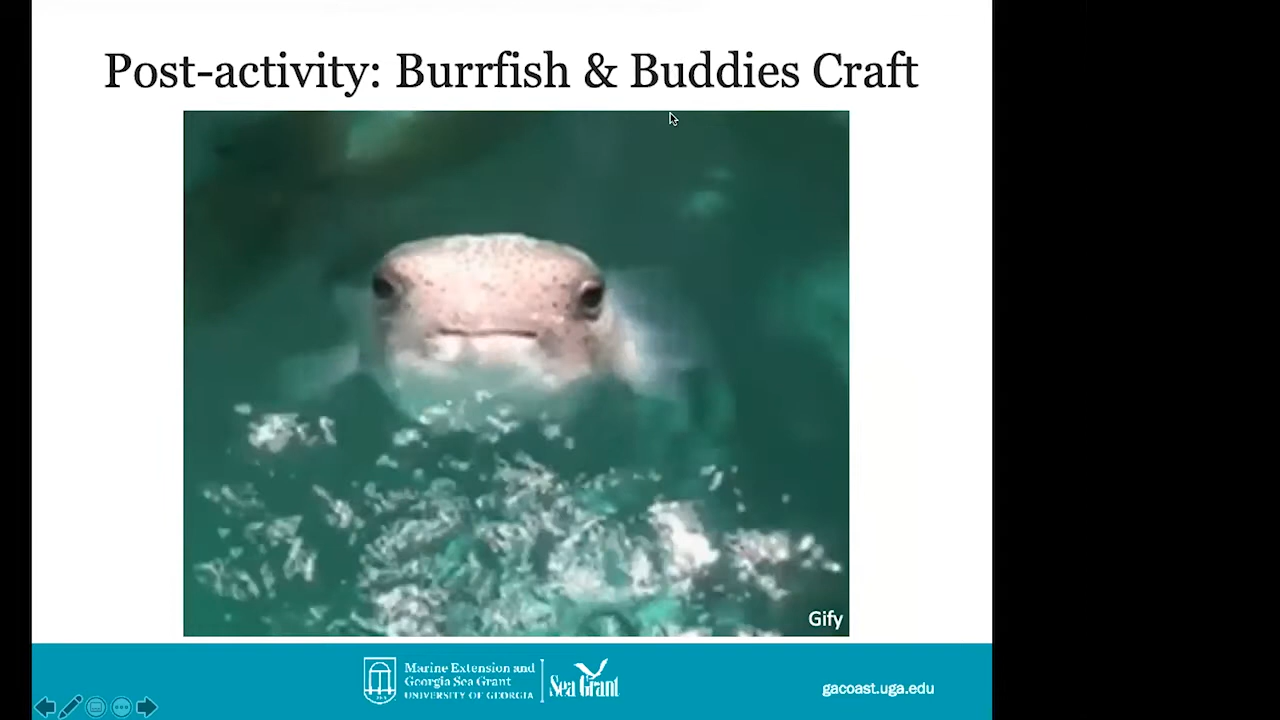 Post-activity: Burrfish & Buddies Craft
Gify
Marine Extension and
Georgia Sea Grant
UNIVERSITY OF GEORGIA
Sea Grant
gacoast.uga.edu